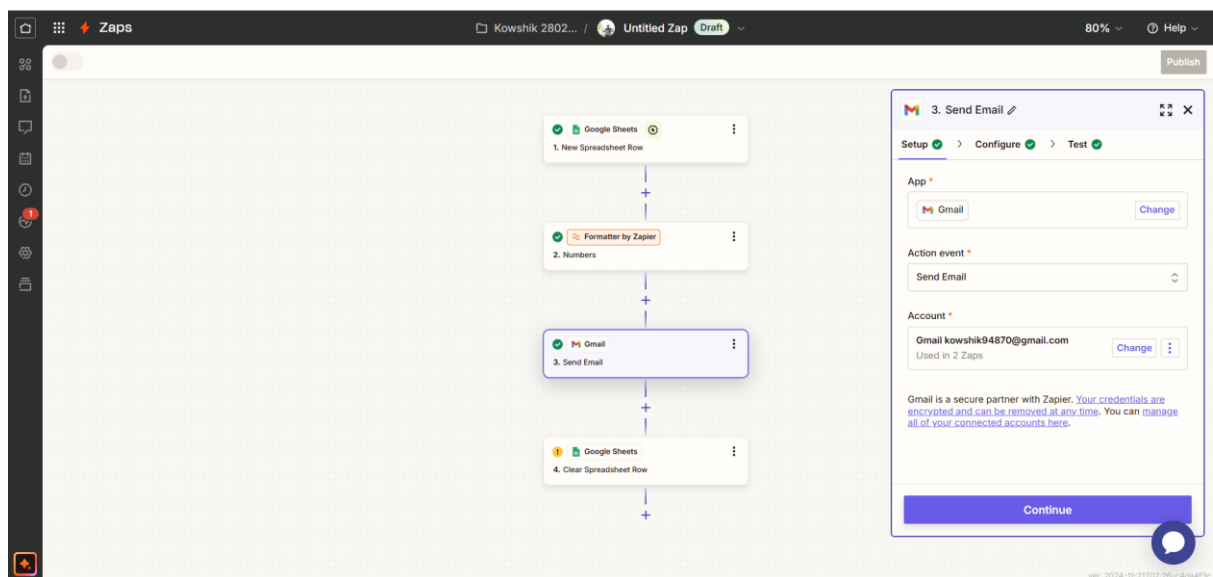 Zaps
Kowshik 2802... / Untitled Zap Draft
80%
Help
Publish
Google Sheets
1. New Spreadsheet Row
Formatter by Zapier
2. Numbers
Gmail
3. Send Email
Google Sheets
4. Clear Spreadsheet Row
1
3. Send Email
Setup > Configure > Test
App *
Gmail
Change
Action event *
Send Email
Account *
Gmail kowshik94870@gmail.com
Used in 2 Zaps
Change
Gmail is a secure partner with Zapier. Your credentials are
encrypted and can be removed at any time. You can manage
all of your connected accounts here.
Continue